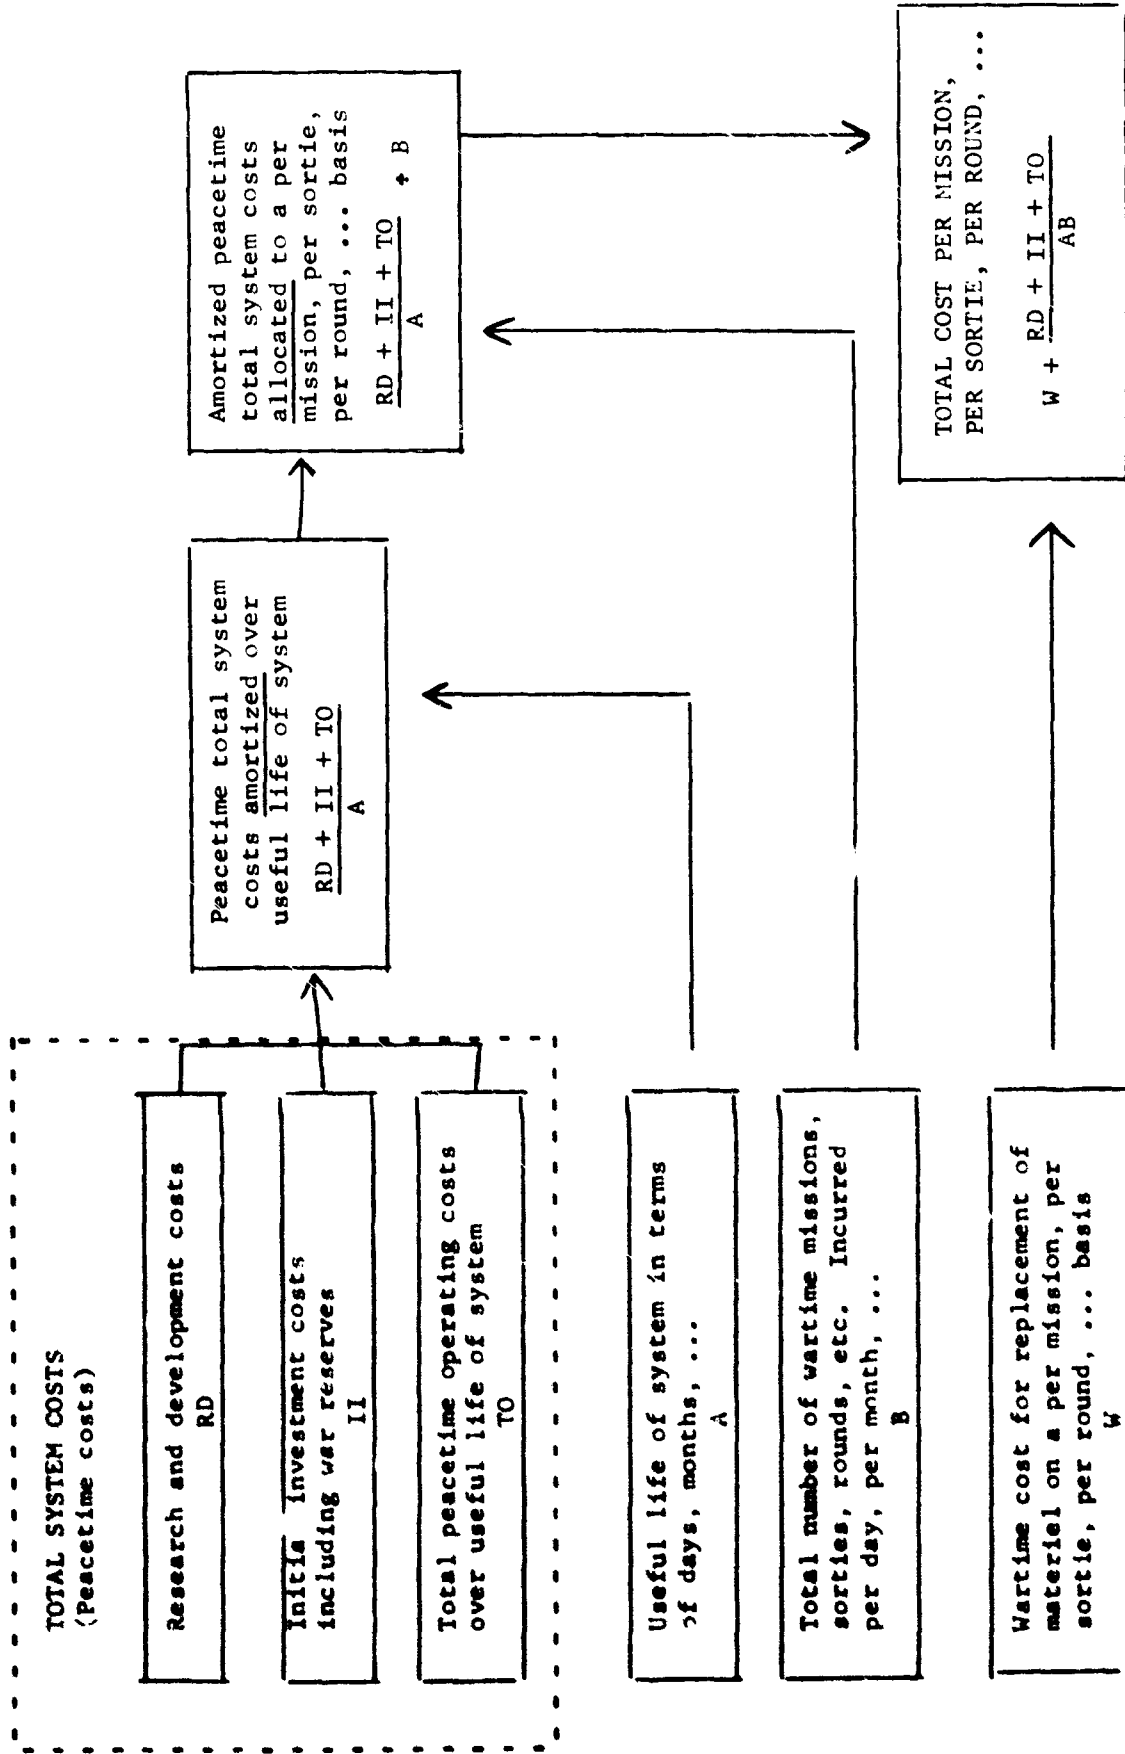 TOTAL SYSTEM COSTS
(Peacetime costs)
Research and development costs
RD
Initia investment costs
including war reserves
II
Total peacetime operating costs
over useful life of system
TO
Useful life of system in terms
of days, months, ...
A
Total number of wartime missions,
sorties, rounds, etc. Incurred
per day, per month, ...
B
Wartime cost for replacement of
materiel on a per mission, per
sortie, per round, ... basis
W
Peacetime total system
costs amortized over
useful life of system
RD + II + TO
A
Amortized peacetime
total system costs
allocated to a per
mission, per sortie,
per round, ... basis
RD + II + TO ÷ B
A
TOTAL COST PER MISSION,
PER SORTIE, PER ROUND, ...
W + RD + II + TO
AB